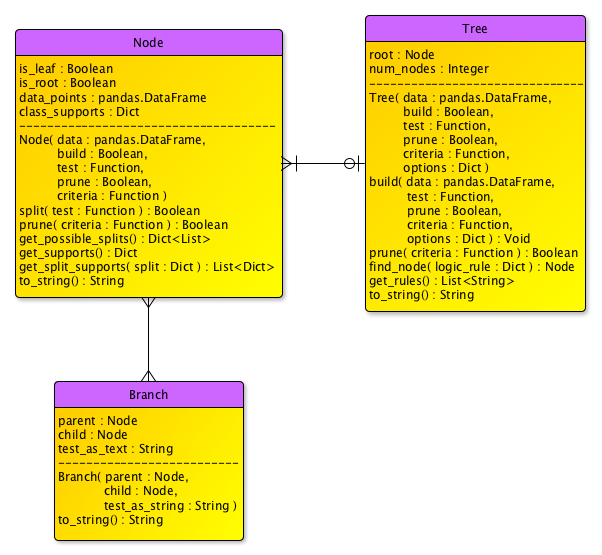 Node
is_leaf : Boolean
is_root : Boolean
data_points : pandas.DataFrame
class_supports : Dict
-------------------------------------
Node( data : pandas.DataFrame,
build : Boolean,
test : Function,
prune : Boolean,
criteria : Function )
split( test : Function ) : Boolean
prune( criteria : Function ) : Boolean
get_possible_splits() : Dict<List>
get_supports() : Dict
get_split_supports( split : Dict ) : List<Dict>
to_string() : String
Tree
root : Node
num_nodes : Integer
-------------------------------
Tree( data : pandas.DataFrame,
build : Boolean,
test : Function,
prune : Boolean,
criteria : Function,
options : Dict )
build( data : pandas.DataFrame,
test : Function,
prune : Boolean,
criteria : Function,
options : Dict ) : Void
prune( criteria : Function ) : Boolean
find_node( logic_rule : Dict ) : Node
get_rules() : List<String>
to_string() : String
Branch
parent : Node
child : Node
test_as_text : String
--------------------------
Branch( parent : Node,
child : Node,
test_as_string : String )
to_string() : String